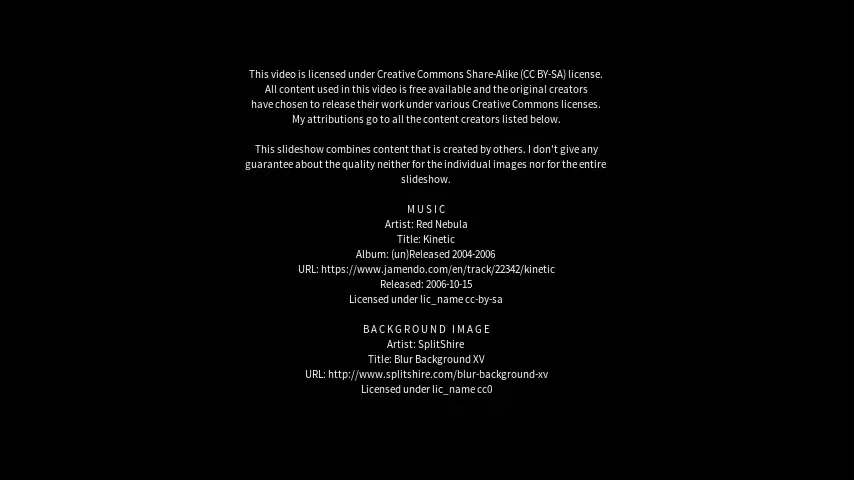 This video is licensed under Creative Commons Share-Alike (CC BY-SA) license.
All content used in this video is free available and the original creators
have chosen to release their work under various Creative Commons licenses.
My attributions go to all the content creators listed below.
This slideshow combines content that is created by others. I don't give any
guarantee about the quality neither for the individual images nor for the entire
slideshow.
MUSIC
Artist: Red Nebula
Title: Kinetic
Album: (un)Released 2004-2006
URL: https://www.jamendo.com/en/track/22342/kinetic
Released: 2006-10-15
Licensed under lic_name cc-by-sa
BACKGROUND IMAGE
Artist: SplitShire
Title: Blur Background XV
URL: http://www.splitshire.com/blur-background-xv
Licensed under lic_name cc0